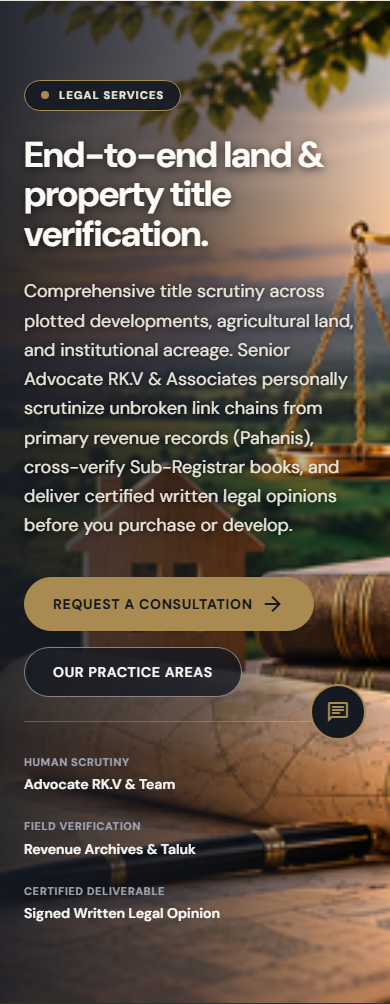 LEGAL SERVICES
End-to-end land &
property title
verification.
Comprehensive title scrutiny across
plotted developments, agricultural land,
and institutional acreage. Senior
Advocate RK.V & Associates personally
scrutinize unbroken link chains from
primary revenue records (Pahanis),
cross-verify Sub-Registrar books, and
deliver certified written legal opinions
before you purchase or develop.
REQUEST A CONSULTATION →
OUR PRACTICE AREAS
HUMAN SCRUTINY
Advocate RK.V & Team
FIELD VERIFICATION
Revenue Archives & Taluk
CERTIFIED DELIVERABLE
Signed Written Legal Opinion